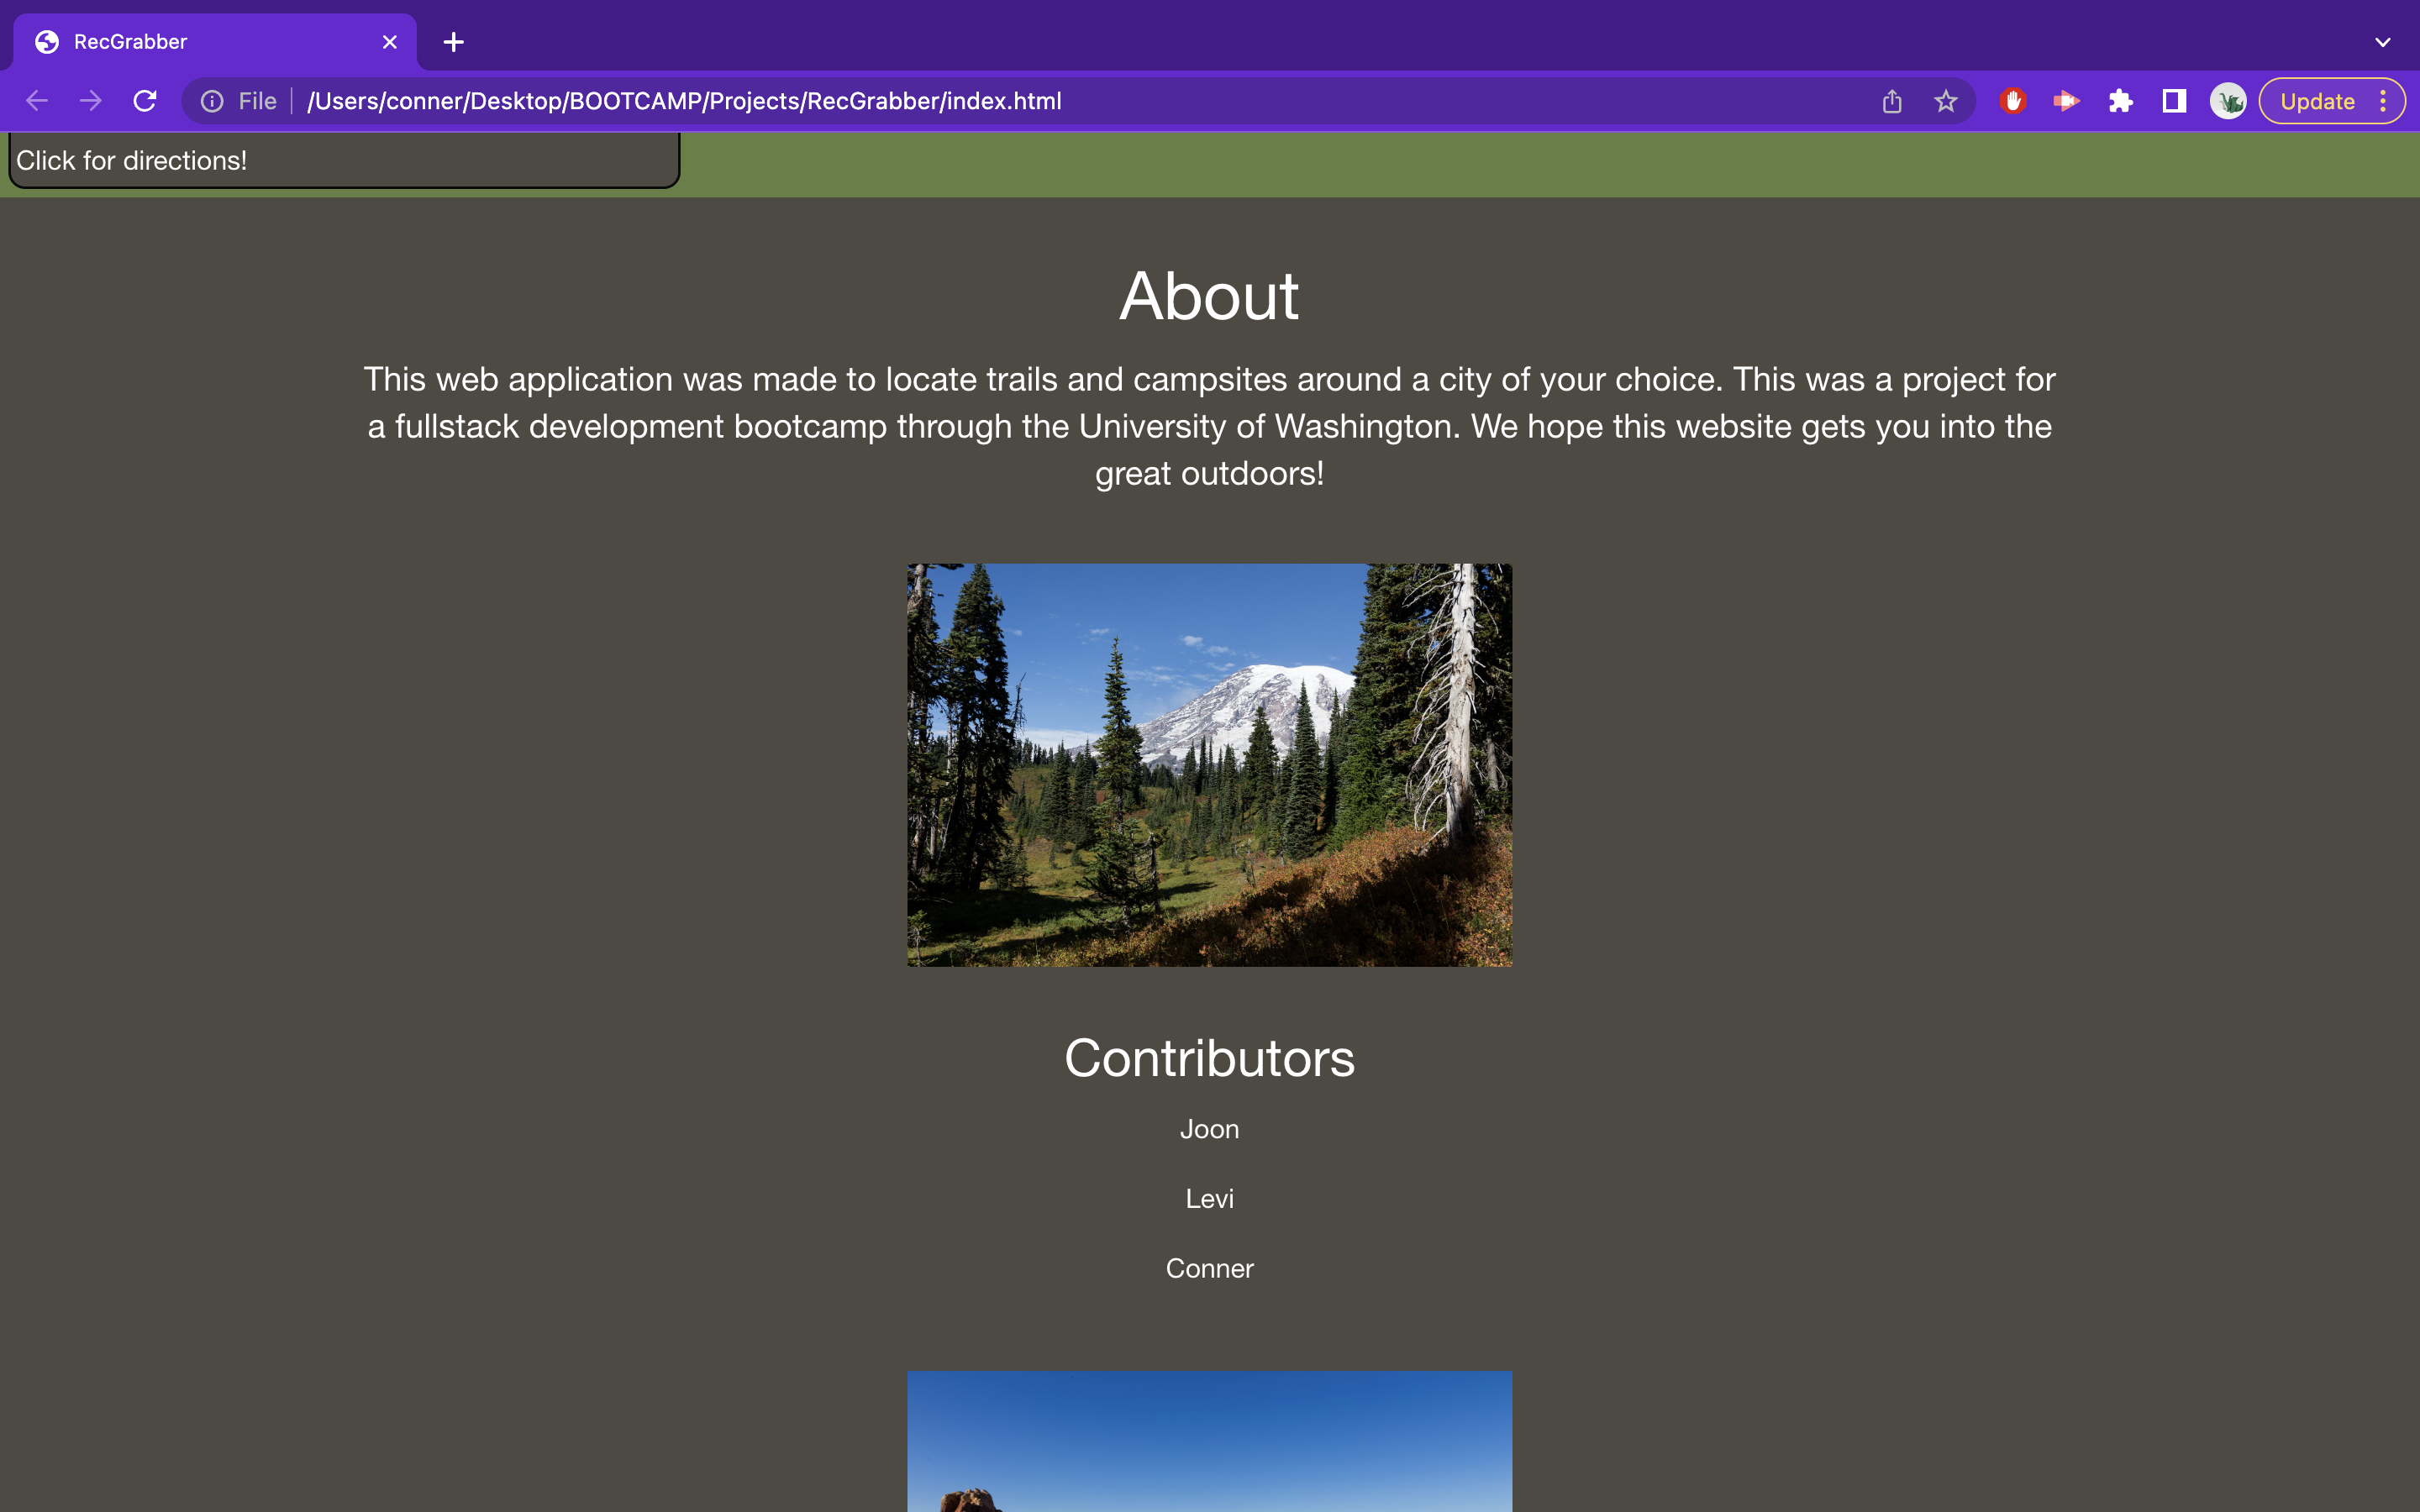 RecGrabber
File
/Users/conner/Desktop/BOOTCAMP/Projects/RecGrabber/index.html
Update
Click for directions!
About
This web application was made to locate trails and campsites around a city of your choice. This was a project for
a fullstack development bootcamp through the University of Washington. We hope this website gets you into the
great outdoors!
Contributors
Joon
Levi
Conner